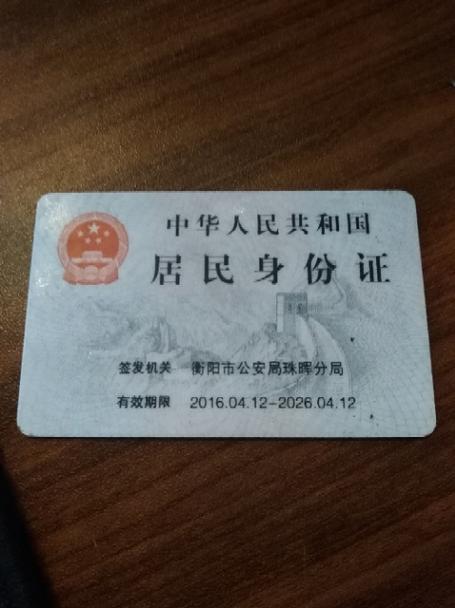 中华人民共和国
居民身份证
签发机关 衡阳市公安局珠晖分局
有效期限 2016.04.12-2026.04.12